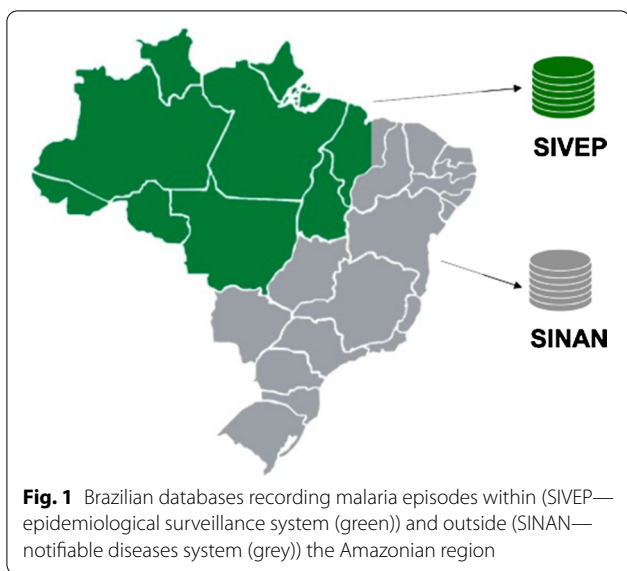 SIVEP
SINAN
Fig. 1 Brazilian databases recording malaria episodes within (SIVEP—
epidemiological surveillance system (green)) and outside (SINAN—
notifiable diseases system (grey)) the Amazonian region